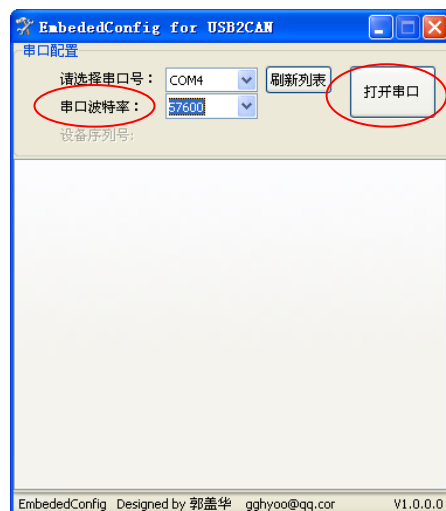 EmbededConfig for USB2CAN
串口配置
请选择串口号： COM4 刷新列表
打开串口
串口波特率： 57600
设备序列号:
EmbededConfig Designed by 郭盖华 gghyoo@qq.cor V1.0.0.0